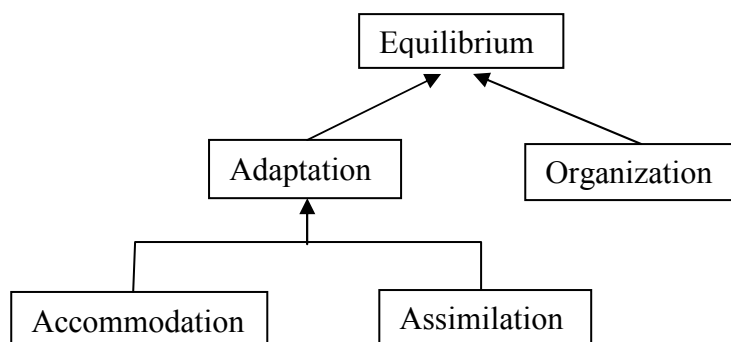 Equilibrium
Adaptation
Organization
Accommodation
Assimilation